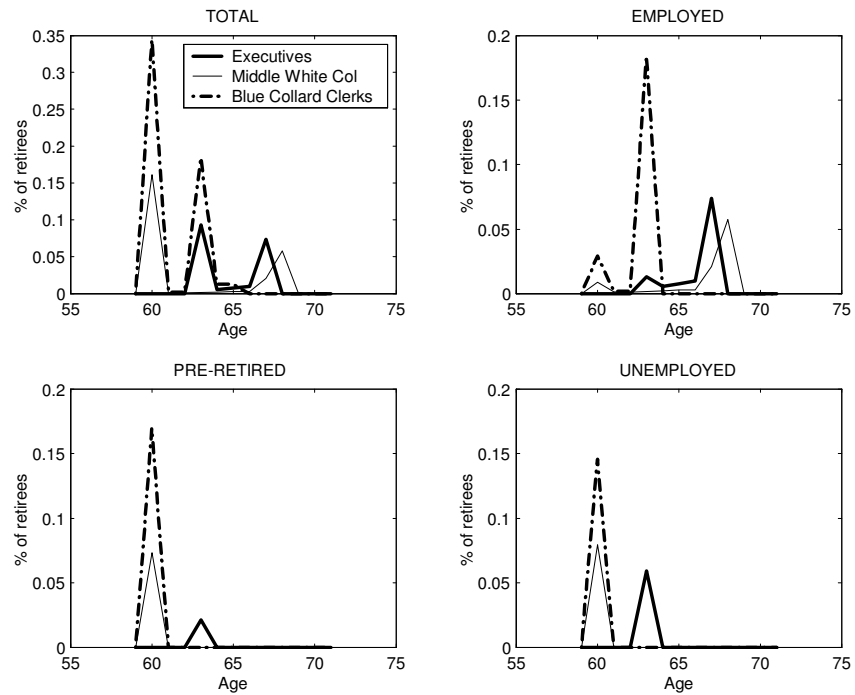 TOTAL
0.35
0.3
0.25
0.2
0.15
0.1
0.05
0
% of retirees
55
60
65
70
75
Age
Executives
Middle White Col
Blue Collard Clerks
EMPLOYED
0.2
0.15
0.1
0.05
0
% of retirees
55
60
65
70
75
Age
PRE-RETIRED
0.2
0.15
0.1
0.05
0
% of retirees
55
60
65
70
75
Age
UNEMPLOYED
0.2
0.15
0.1
0.05
0
% of retirees
55
60
65
70
75
Age